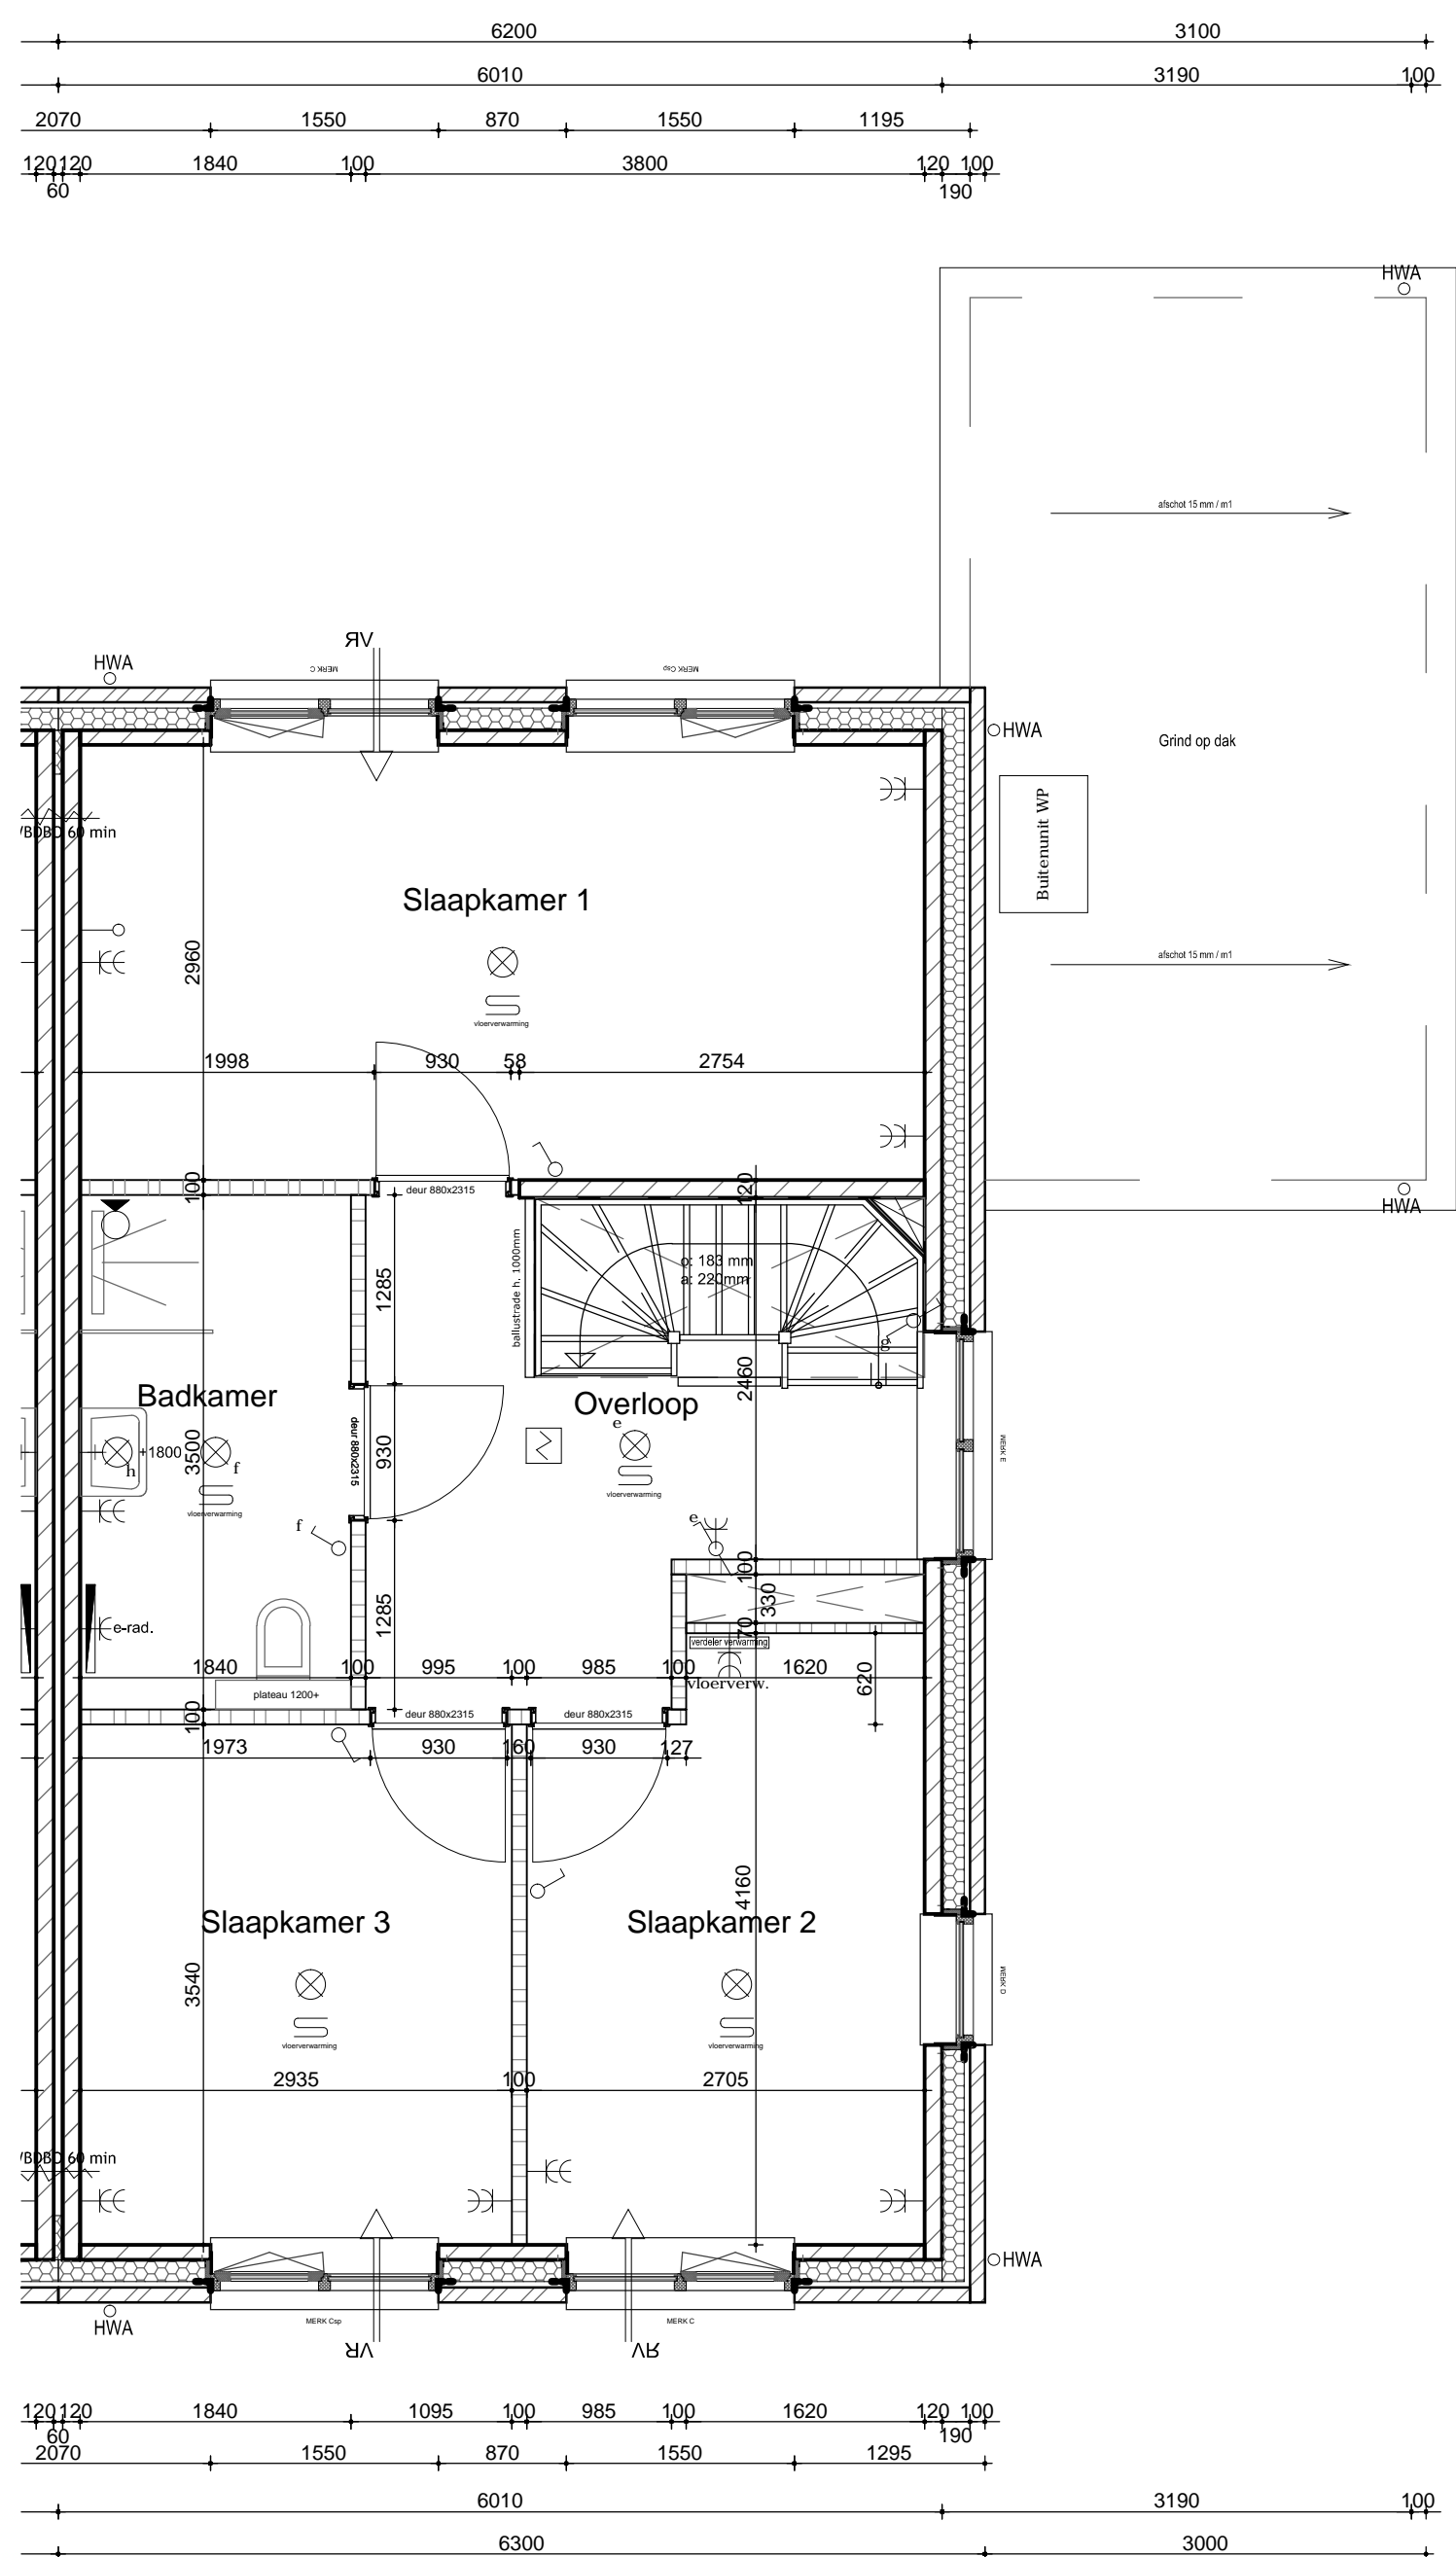 6200 3100
6010 3190 100
2070 1550 870 1550 1195
120 120 1840 100 3800 120 100
60 190
HWA
VR
HWA
MERK C
MERK Csp
afschot 15 mm / m1
HWA
Grind op dak
Buitenunit WP
60 min
Slaapkamer 1
2960
afschot 15 mm / m1
vloerverwarming
1998 930 58 2754
100
deur 880x2315
120
HWA
ballustrade h. 1000mm
o: 183 mm
a: 220mm
1285
g
2460
Badkamer
Overloop
e
deur 880x2315
930
3500
h +1800 f
vloerverwarming
vloerverwarming
MERK E
f
e
100
330
70
1285
e-rad.
verdeler verwarming
vloerverw.
620
1840 100 995 100 985 100 1620
plateau 1200+
100
deur 880x2315
deur 880x2315
1973 930 160 930 127
4160
Slaapkamer 3
Slaapkamer 2
3540
MERK D
vloerverwarming
vloerverwarming
2935 100 2705
60 min
HWA
HWA
MERK Csp
MERK C
VR
VR
120 120 1840 1095 100 985 100 1620 120 100
60 190
2070 1550 870 1550 1295
6010 3190 100
6300 3000